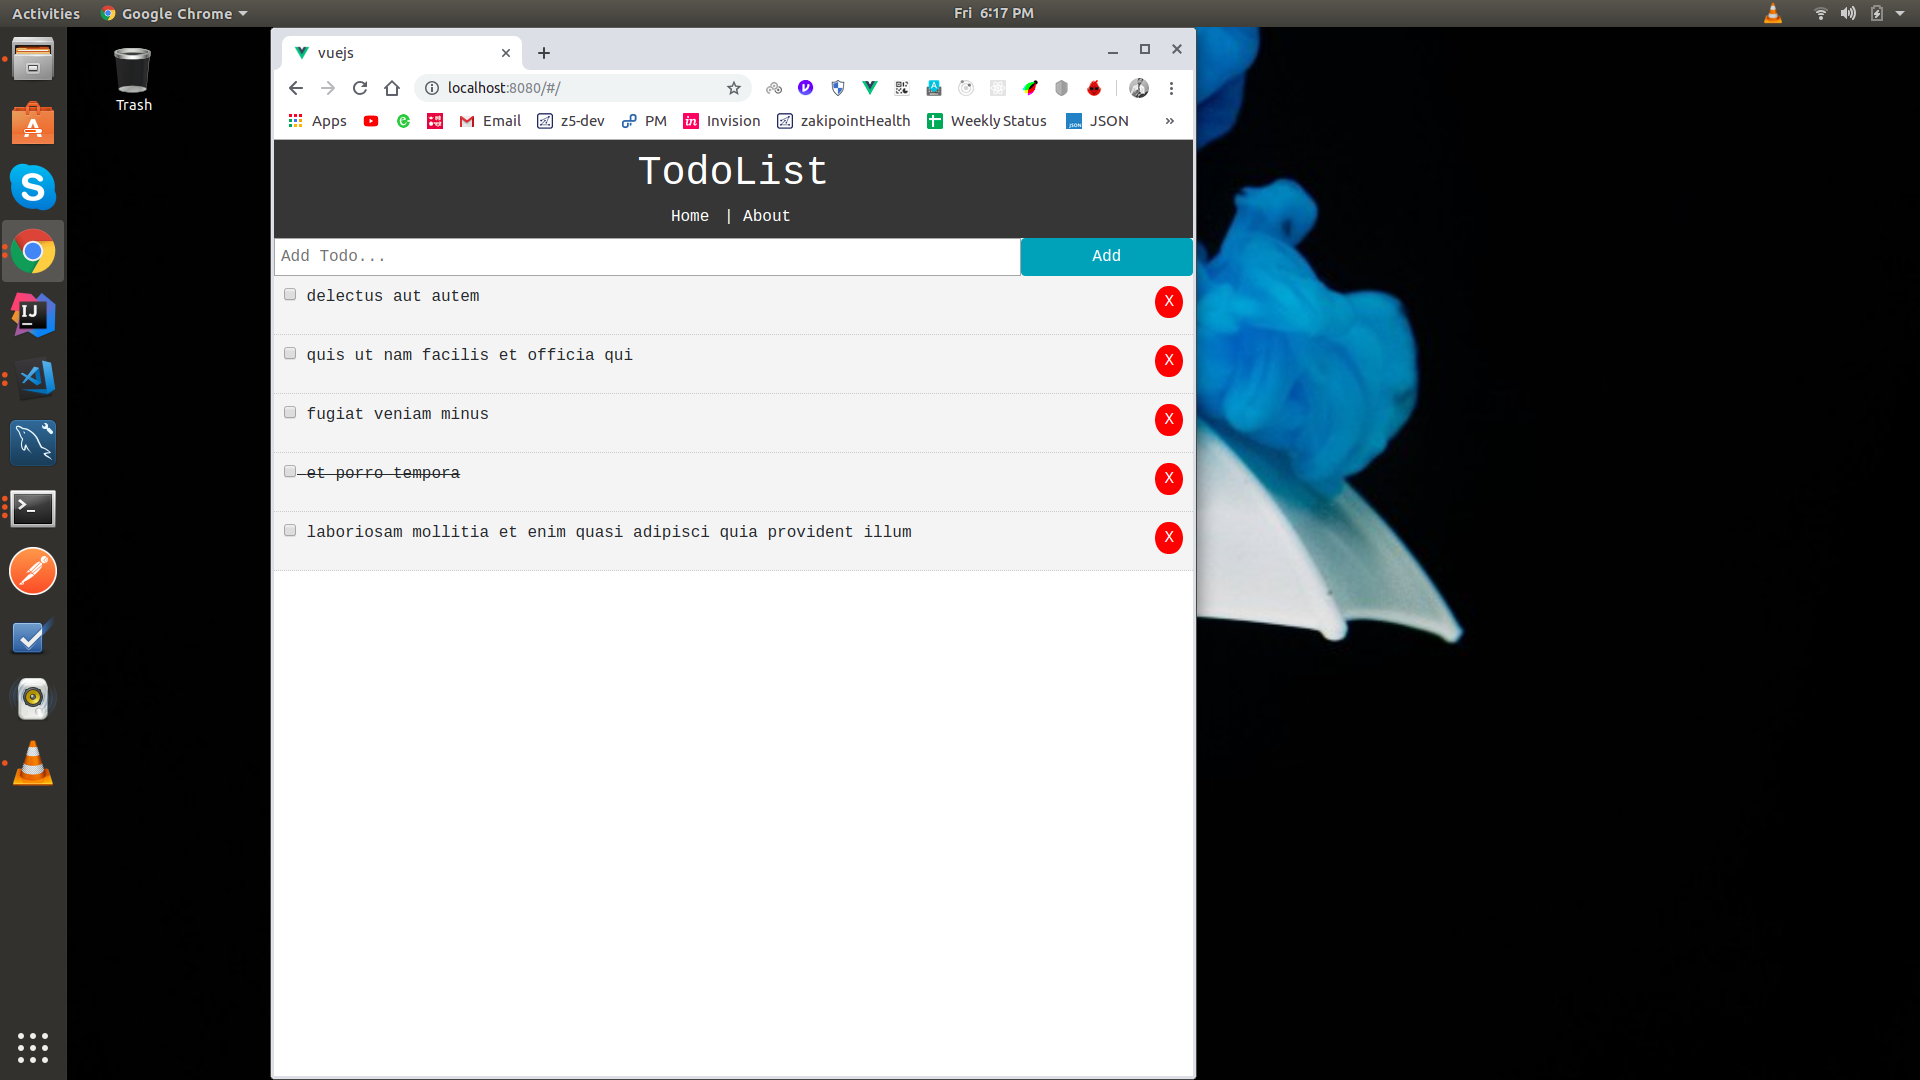 Activities Google Chrome Fri 6:17 PM
Trash
vuejs
localhost:8080/#/
Apps Email z5-dev PM Invision zakipointHealth Weekly Status JSON »
TodoList
Home | About
Add Todo... Add
delectus aut autem X
quis ut nam facilis et officia qui X
fugiat veniam minus X
et porro tempora X
laboriosam mollitia et enim quasi adipisci quia provident illum X